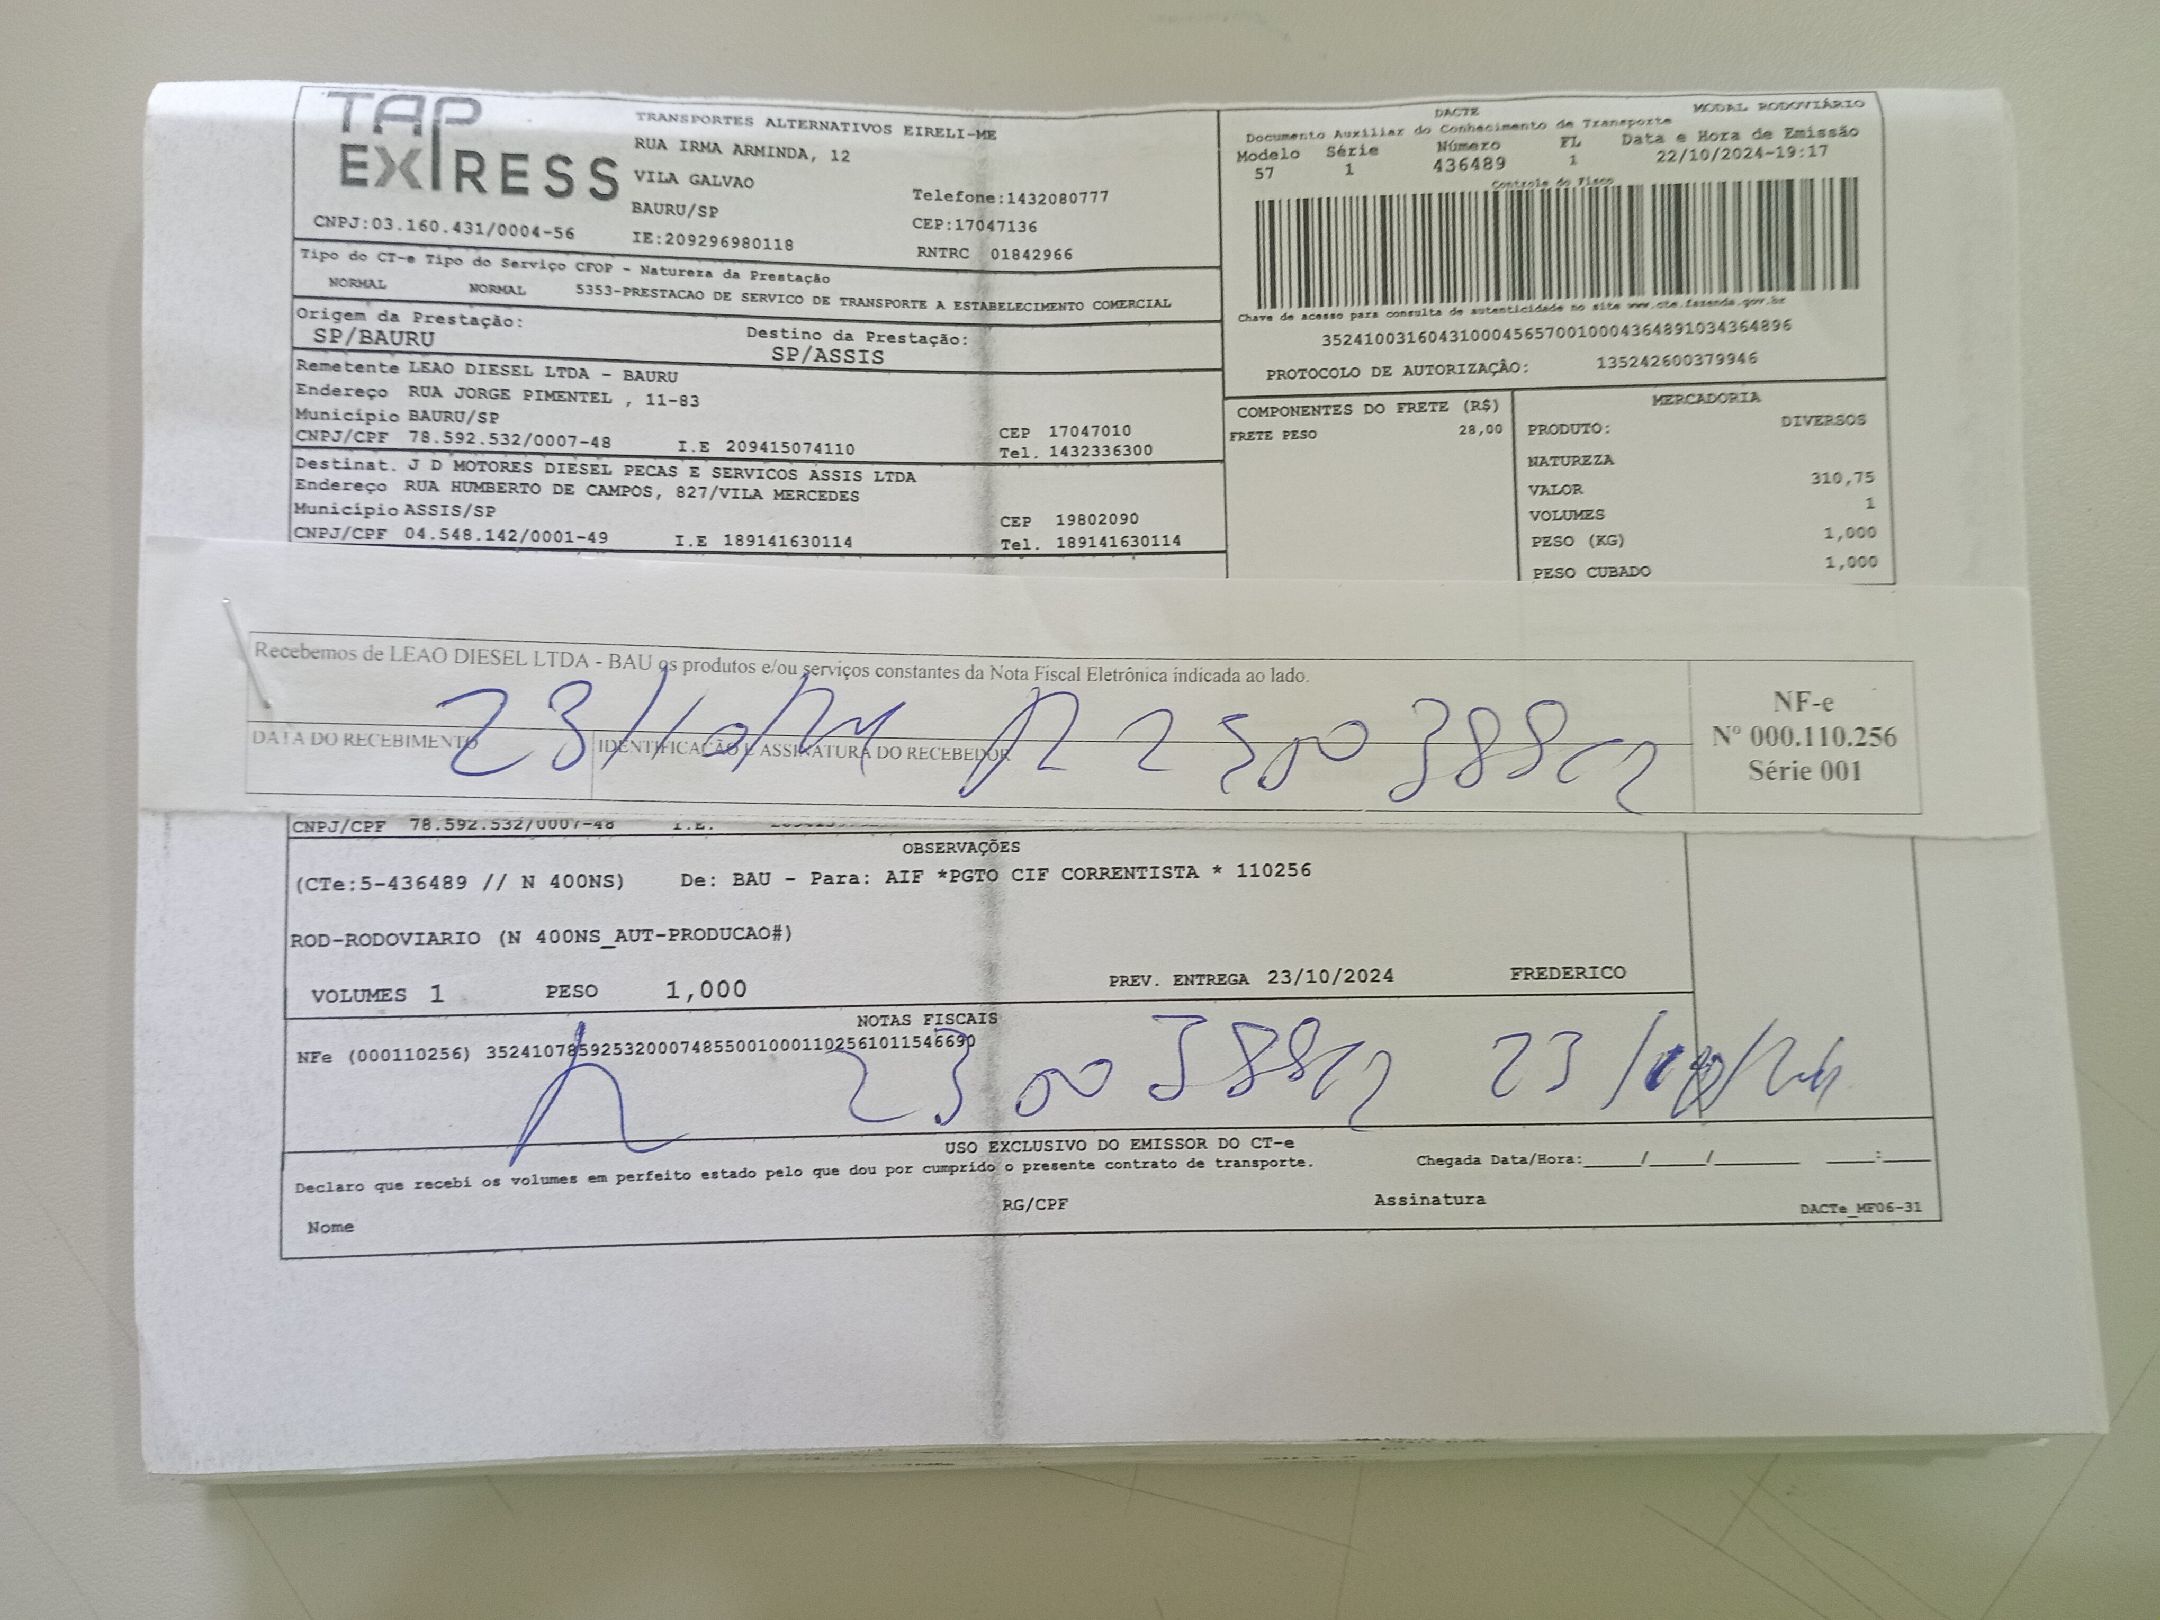 TAP EXPRESS
TRANSPORTES ALTERNATIVOS EIRELI-ME
RUA IRMA ARMINDA, 12
VILA GALVAO
BAURU/SP
Telefone:1432080777
CEP:17047136
CNPJ:03.160.431/0004-56
IE:209296980118
RNTRC 01842966
DACTE
MODAL RODOVIÁRIO
Documento Auxiliar do Conhecimento de Transporte
Modelo Série Número FL Data e Hora de Emissão
57 1 436489 1 22/10/2024-19:17
Controle do Fisco
Chave de acesso para consulta de autenticidade no site www.cte.fazenda.gov.br
35241003160431000456570010004364891034364896
PROTOCOLO DE AUTORIZAÇÃO: 135242600379946
Tipo do CT-e Tipo do Serviço CFOP - Natureza da Prestação
NORMAL NORMAL 5353-PRESTACAO DE SERVICO DE TRANSPORTE A ESTABELECIMENTO COMERCIAL
Origem da Prestação: Destino da Prestação:
SP/BAURU SP/ASSIS
Remetente LEAO DIESEL LTDA - BAURU
Endereço RUA JORGE PIMENTEL , 11-83
Município BAURU/SP CEP 17047010
CNPJ/CPF 78.592.532/0007-48 I.E 209415074110 Tel. 1432336300
Destinat. J D MOTORES DIESEL PECAS E SERVICOS ASSIS LTDA
Endereço RUA HUMBERTO DE CAMPOS, 827/VILA MERCEDES
Município ASSIS/SP CEP 19802090
CNPJ/CPF 04.548.142/0001-49 I.E 189141630114 Tel. 189141630114
COMPONENTES DO FRETE (R$)
FRETE PESO 28,00
MERCADORIA
PRODUTO: DIVERSOS
NATUREZA
VALOR 310,75
VOLUMES 1
PESO (KG) 1,000
PESO CUBADO 1,000
Recebemos de LEAO DIESEL LTDA - BAU os produtos e/ou serviços constantes da Nota Fiscal Eletrônica indicada ao lado.
23/10/24
DATA DO RECEBIMENTO
IDENTIFICAÇÃO E ASSINATURA DO RECEBEDOR
NF-e
Nº 000.110.256
Série 001
CNPJ/CPF 78.592.532/0007-48 I.E.
OBSERVAÇÕES
(CTe:5-436489 // N 400NS) De: BAU - Para: AIF *PGTO CIF CORRENTISTA * 110256
ROD-RODOVIARIO (N 400NS_AUT-PRODUCAO#)
VOLUMES 1 PESO 1,000 PREV. ENTREGA 23/10/2024 FREDERICO
NOTAS FISCAIS
NFe (000110256) 35241078592532000748550010001102561011546690
23/10/24
USO EXCLUSIVO DO EMISSOR DO CT-e
Declaro que recebi os volumes em perfeito estado pelo que dou por cumprido o presente contrato de transporte. Chegada Data/Hora:____/____/________ ____:____
Nome RG/CPF Assinatura
DACTe_MF06-31